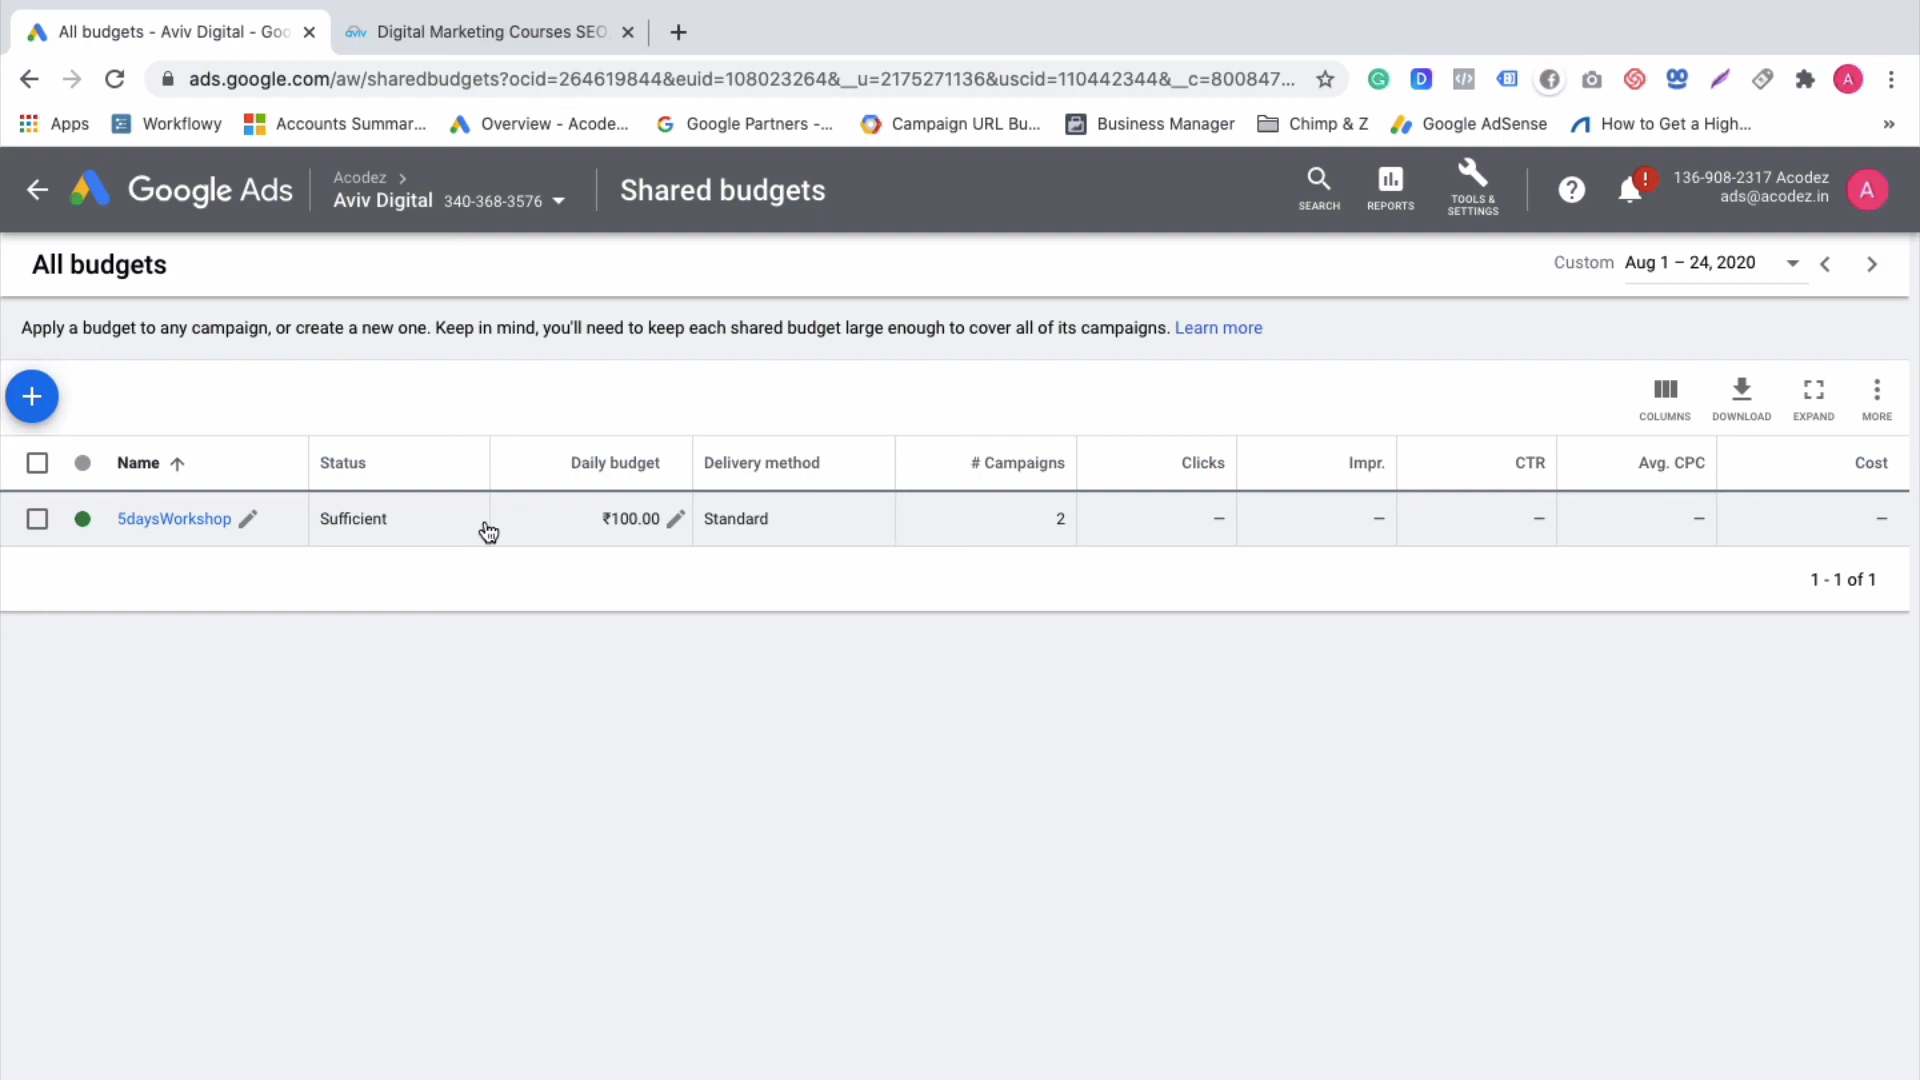 All budgets - Aviv Digital - Goo
Digital Marketing Courses SEO,
ads.google.com/aw/sharedbudgets?ocid=264619844&euid=108023264&__u=2175271136&uscid=110442344&__c=800847...
Apps Workflowy Accounts Summar... Overview - Acode... Google Partners -... Campaign URL Bu... Business Manager Chimp & Z Google AdSense How to Get a High... »
Google Ads
Acodez >
Aviv Digital 340-368-3576
Shared budgets
SEARCH REPORTS TOOLS & SETTINGS
136-908-2317 Acodez
ads@acodez.in
A
All budgets
Custom Aug 1 – 24, 2020
Apply a budget to any campaign, or create a new one. Keep in mind, you'll need to keep each shared budget large enough to cover all of its campaigns. Learn more
COLUMNS DOWNLOAD EXPAND MORE
Name Status Daily budget Delivery method # Campaigns Clicks Impr. CTR Avg. CPC Cost
5daysWorkshop Sufficient ₹100.00 Standard 2 – – – – –
1 - 1 of 1